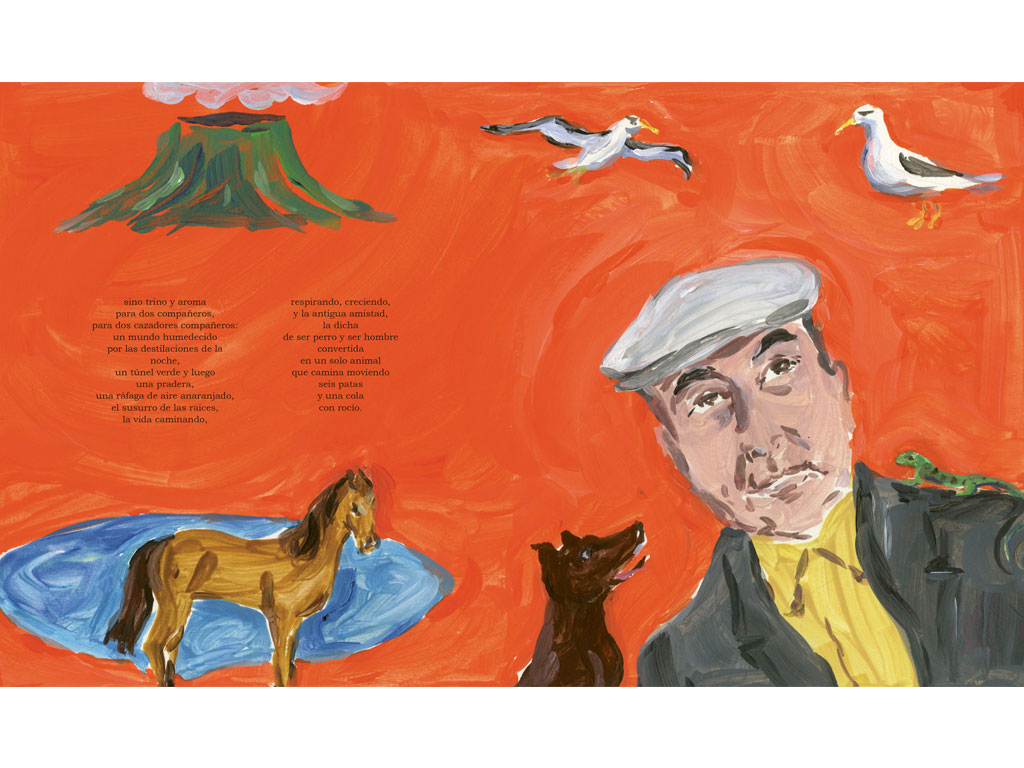 sino trino y aroma
para dos compañeros,
para dos cazadores compañeros:
un mundo humedecido
por las destilaciones de la
noche,
un túnel verde y luego
una pradera,
una ráfaga de aire anaranjado,
el susurro de las raíces,
la vida caminando,
respirando, creciendo,
y la antigua amistad,
la dicha
de ser perro y ser hombre
convertida
en un solo animal
que camina moviendo
seis patas
y una cola
con rocío.